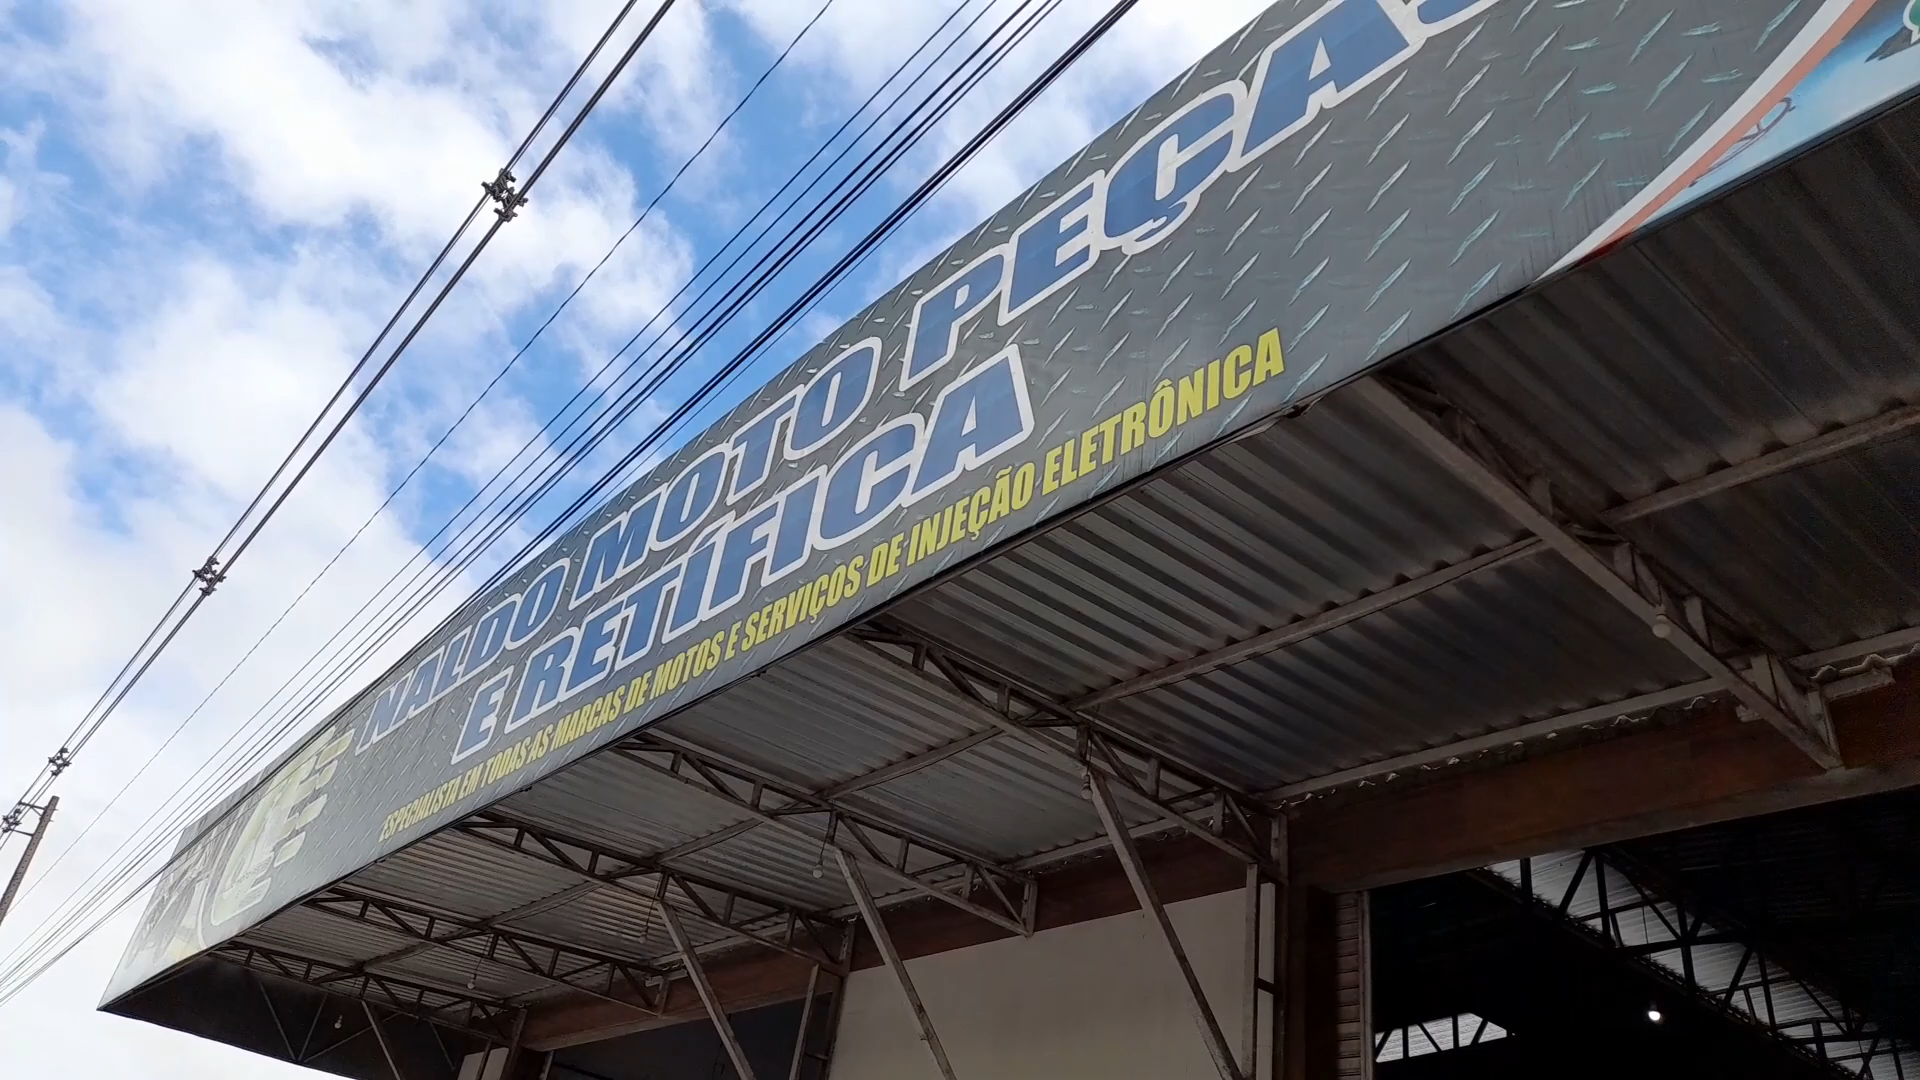 NALDO MOTO PEÇAS
E RETÍFICA
ESPECIALISTA EM TODAS AS MARCAS DE MOTOS E SERVIÇOS DE INJEÇÃO ELETRÔNICA